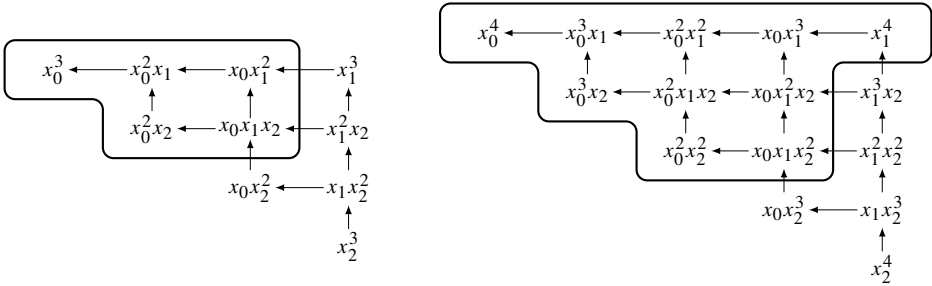 x_0^3 x_0^2x_1 x_0x_1^2 x_1^3
x_0^2x_2 x_0x_1x_2 x_1^2x_2
x_0x_2^2 x_1x_2^2
x_2^3
x_0^4 x_0^3x_1 x_0^2x_1^2 x_0x_1^3 x_1^4
x_0^3x_2 x_0^2x_1x_2 x_0x_1^2x_2 x_1^3x_2
x_0^2x_2^2 x_0x_1x_2^2 x_1^2x_2^2
x_0x_2^3 x_1x_2^3
x_2^4